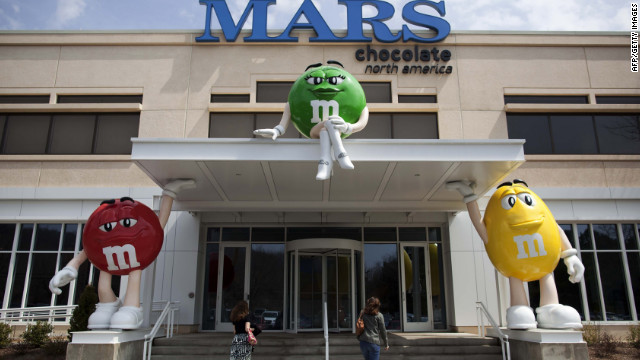 MARS
chocolate
north america
m
m
m
AFP/GETTY IMAGES